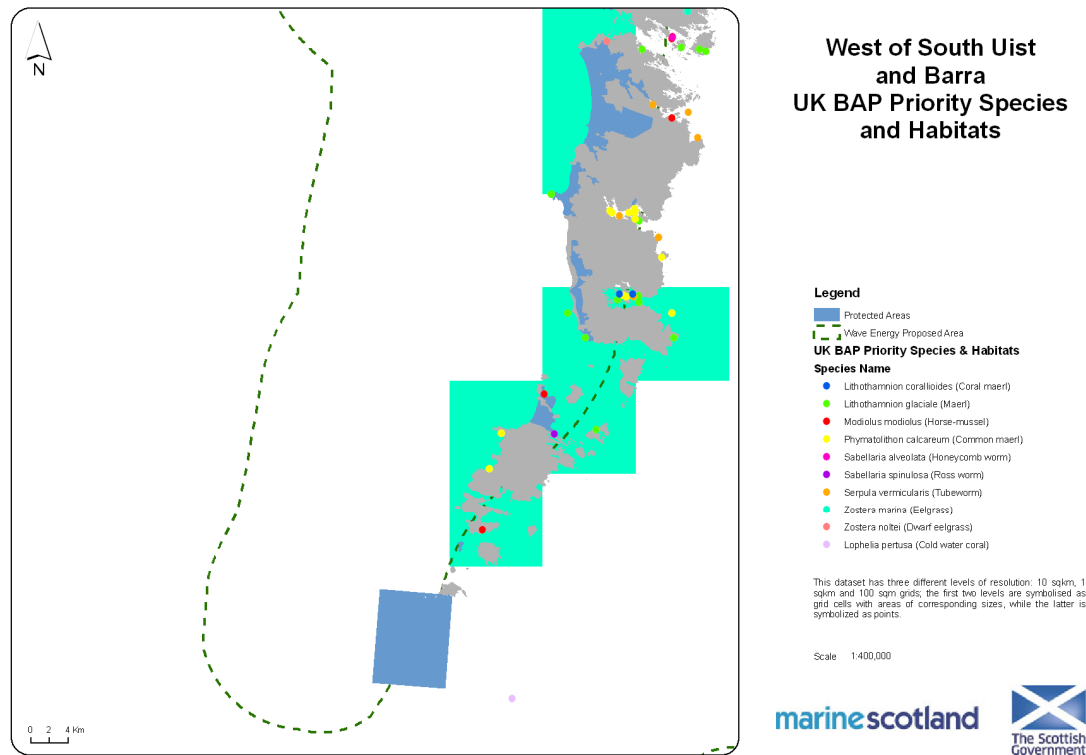 N
West of South Uist
and Barra
UK BAP Priority Species
and Habitats
Legend
Protected Areas
Wave Energy Proposed Area
UK BAP Priority Species & Habitats
Species Name
Lithothamnion corallioides (Coral maerl)
Lithothamnion glaciale (Maerl)
Modiolus modiolus (Horse-mussel)
Phymatolithon calcareum (Common maerl)
Sabellaria alveolata (Honeycomb worm)
Sabellaria spinulosa (Ross worm)
Serpula vermicularis (Tubeworm)
Zostera marina (Eelgrass)
Zostera noltei (Dwarf eelgrass)
Lophelia pertusa (Cold water coral)
This dataset has three different levels of resolution: 10 sqkm, 1
sqkm and 100 sqm grids; the first two levels are symbolised as
grid cells with areas of corresponding sizes, while the latter is
symbolized as points.
Scale 1:400,000
0 2 4 Km
marinescotland
The Scottish
Government